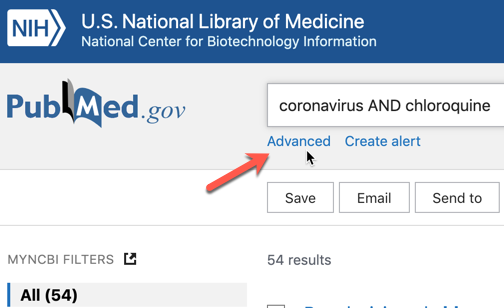 NIH
U.S. National Library of Medicine
National Center for Biotechnology Information
PubMed.gov
coronavirus AND chloroquine
Advanced Create alert
Save Email Send to
MYNCBI FILTERS
54 results
All (54)